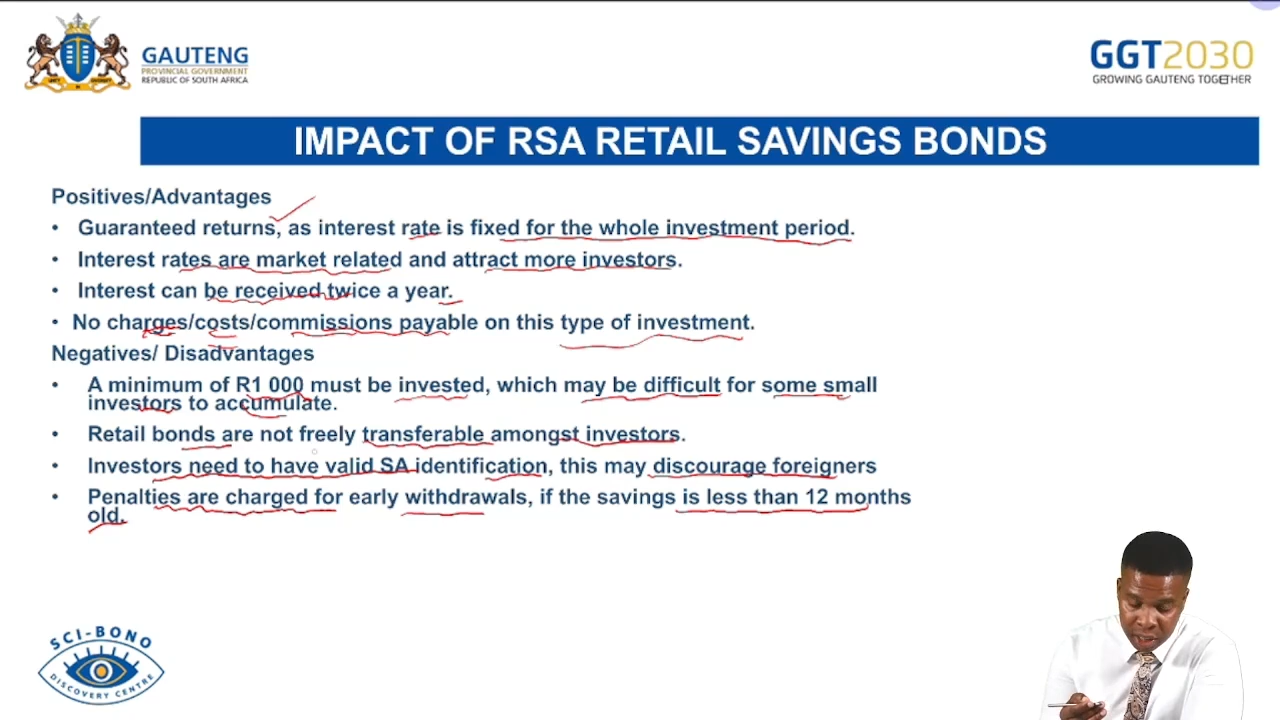 GAUTENG
PROVINCIAL GOVERNMENT
REPUBLIC OF SOUTH AFRICA
GGT2030
GROWING GAUTENG TOGETHER
IMPACT OF RSA RETAIL SAVINGS BONDS
Positives/Advantages
• Guaranteed returns, as interest rate is fixed for the whole investment period.
• Interest rates are market related and attract more investors.
• Interest can be received twice a year.
• No charges/costs/commissions payable on this type of investment.
Negatives/ Disadvantages
• A minimum of R1 000 must be invested, which may be difficult for some small
investors to accumulate.
• Retail bonds are not freely transferable amongst investors.
• Investors need to have valid SA identification, this may discourage foreigners
• Penalties are charged for early withdrawals, if the savings is less than 12 months
old.
SCI-BONO
DISCOVERY CENTRE